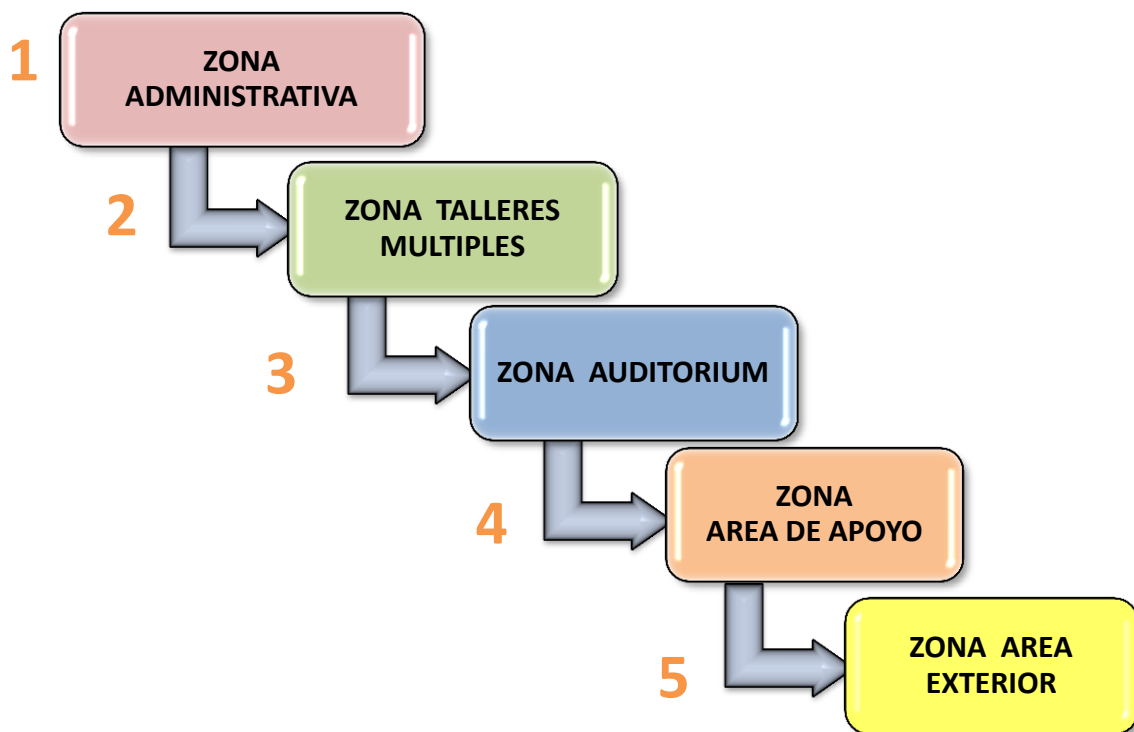 1
ZONA
ADMINISTRATIVA
2
ZONA TALLERES
MULTIPLES
3
ZONA AUDITORIUM
4
ZONA
AREA DE APOYO
5
ZONA AREA
EXTERIOR